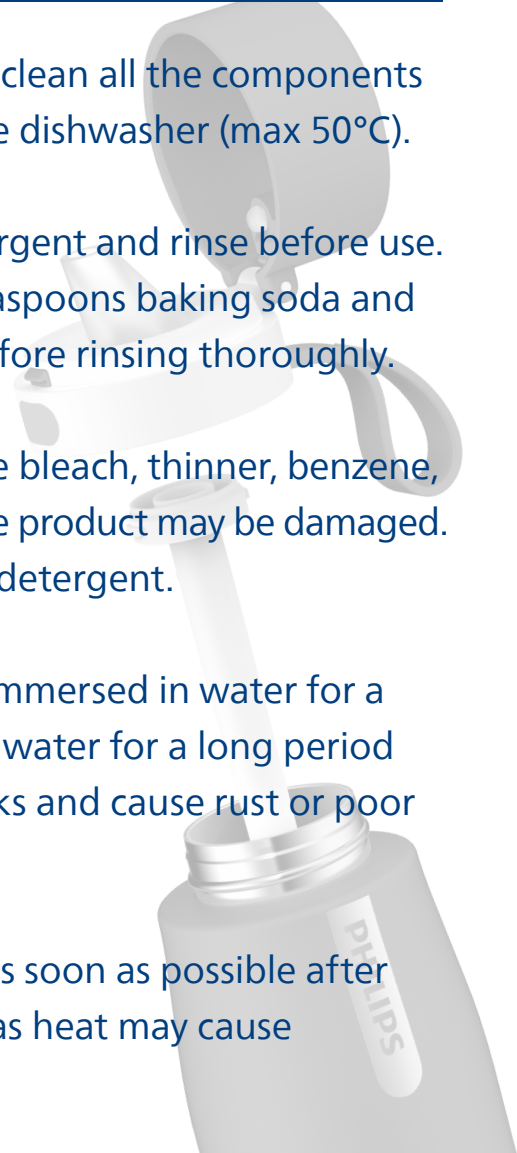 clean all the components
e dishwasher (max 50°C).
rgent and rinse before use.
aspoons baking soda and
fore rinsing thoroughly.
e bleach, thinner, benzene,
e product may be damaged.
detergent.
mmersed in water for a
water for a long period
ks and cause rust or poor
s soon as possible after
as heat may cause
PHILIPS